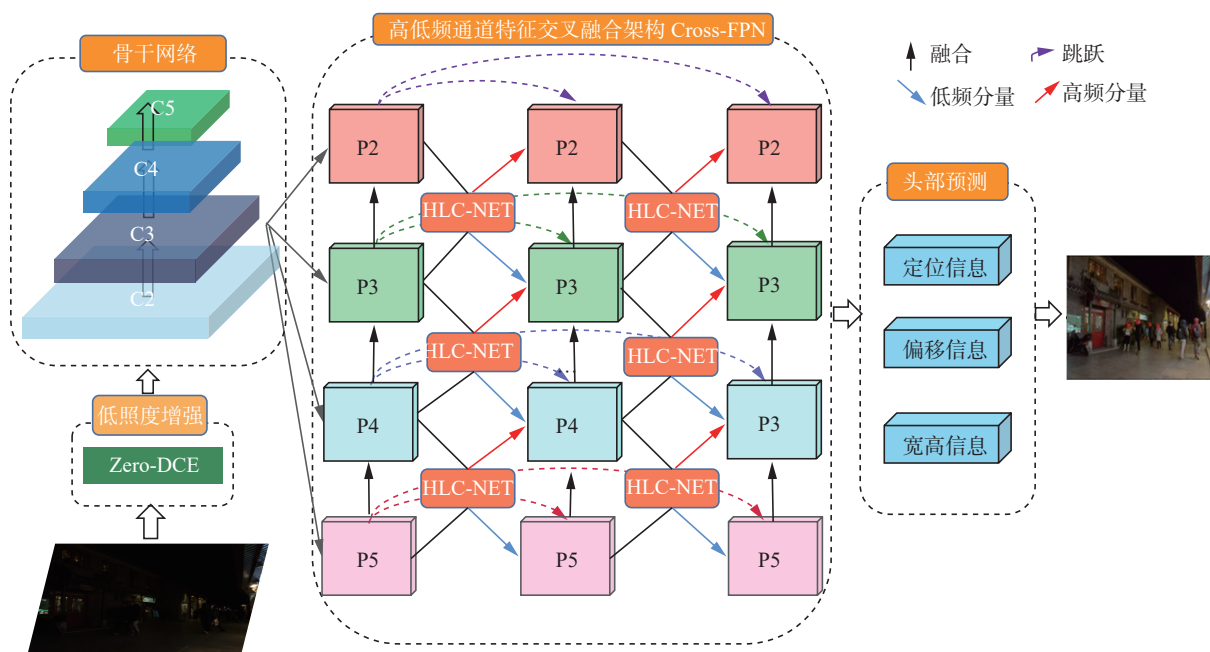 骨干网络
C5
C4
C3
C2
低照度增强
Zero-DCE
高低频通道特征交叉融合架构 Cross-FPN
P2
P2
P2
HLC-NET
HLC-NET
P3
P3
P3
HLC-NET
HLC-NET
...
P4
P4
P3
HLC-NET
HLC-NET
P5
P5
P5
融合
跳跃
低频分量
高频分量
头部预测
定位信息
偏移信息
宽高信息